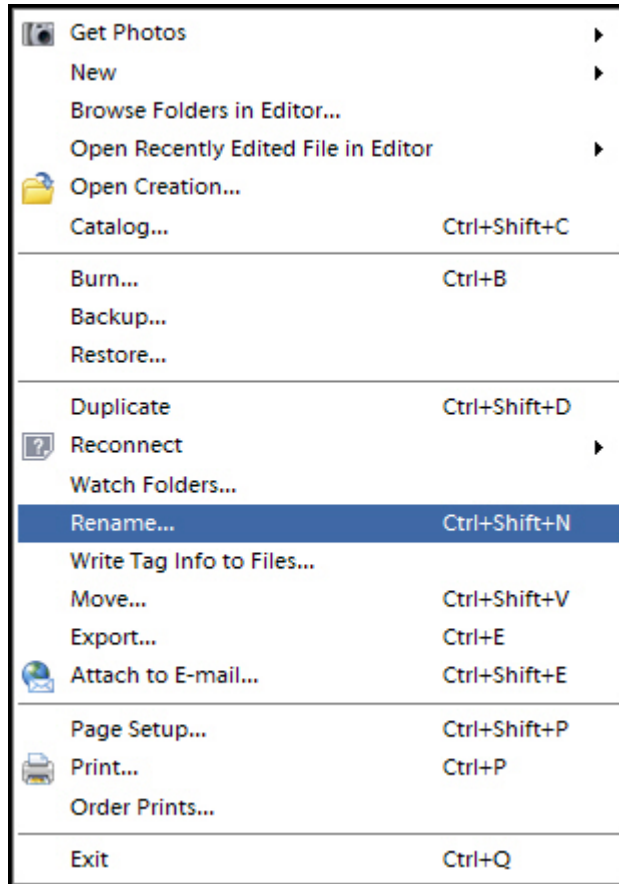 Get Photos
New
Browse Folders in Editor...
Open Recently Edited File in Editor
Open Creation...
Catalog... Ctrl+Shift+C
Burn... Ctrl+B
Backup...
Restore...
Duplicate Ctrl+Shift+D
Reconnect
Watch Folders...
Rename... Ctrl+Shift+N
Write Tag Info to Files...
Move... Ctrl+Shift+V
Export... Ctrl+E
Attach to E-mail... Ctrl+Shift+E
Page Setup... Ctrl+Shift+P
Print... Ctrl+P
Order Prints...
Exit Ctrl+Q